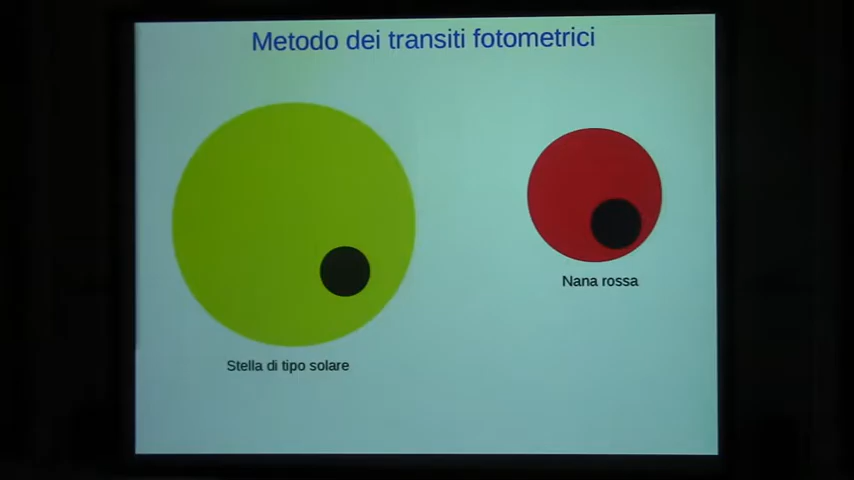 Metodo dei transiti fotometrici
Nana rossa
Stella di tipo solare